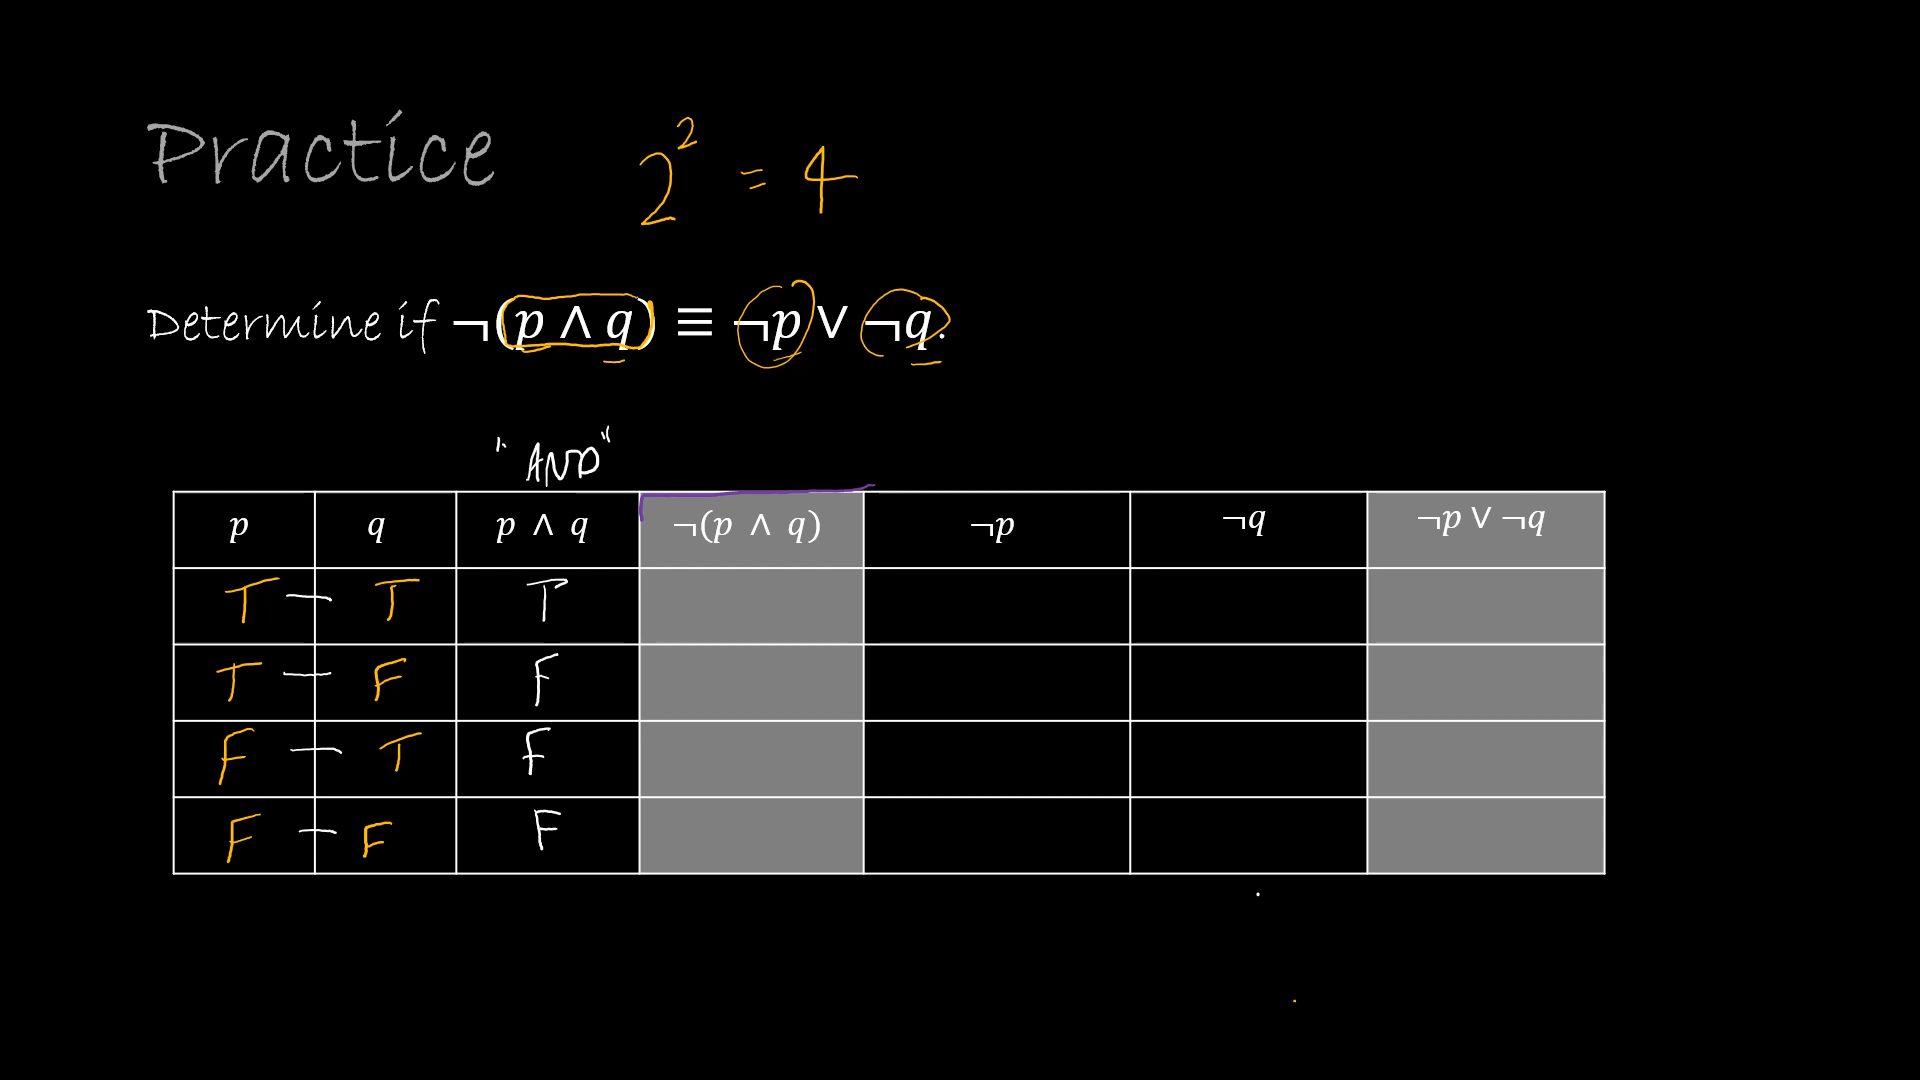 Practice 2² = 4
Determine if ¬(p ∧ q) ≡ ¬p ∨ ¬q.
"AND"
p q p ∧ q ¬(p ∧ q) ¬p ¬q ¬p ∨ ¬q
T — T T
T — F F
F — T F
F — F F